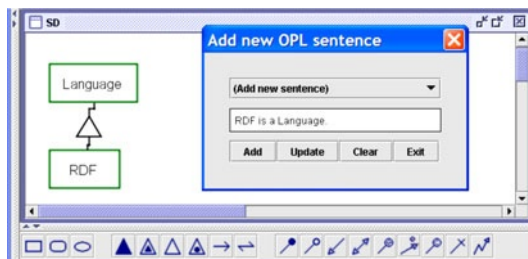 SD
Add new OPL sentence
Language
(Add new sentence)
RDF is a Language.
RDF
Add Update Clear Exit